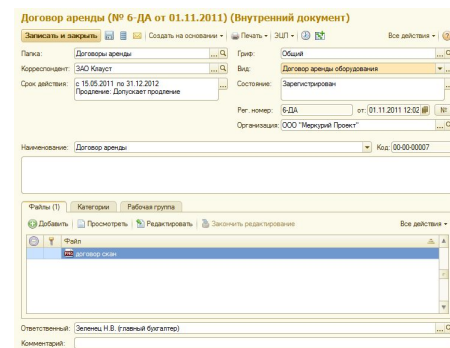 Договор аренды (№ 6-ДА от 01.11.2011) (Внутренний документ)
Записать и закрыть Создать на основании Печать ЭЦП Все действия
Папка: Договоры аренды Гриф: Общий
Корреспондент: ЗАО Клауст Вид: Договор аренды оборудования
Срок действия: с 15.05.2011 по 31.12.2012 Состояние: Зарегистрирован
Продление: Допускает продление
Рег. номер: 6-ДА от: 01.11.2011 12:02 №
Организация: ООО "Меркурий Проект"
Наименование: Договор аренды Код: 00-00-00007
Файлы (1) Категории Рабочая группа
Добавить Просмотреть Редактировать Закончить редактирование Все действия
Файл
договор скан
Ответственный: Зеленец Н.В. (главный бухгалтер)
Комментарий: